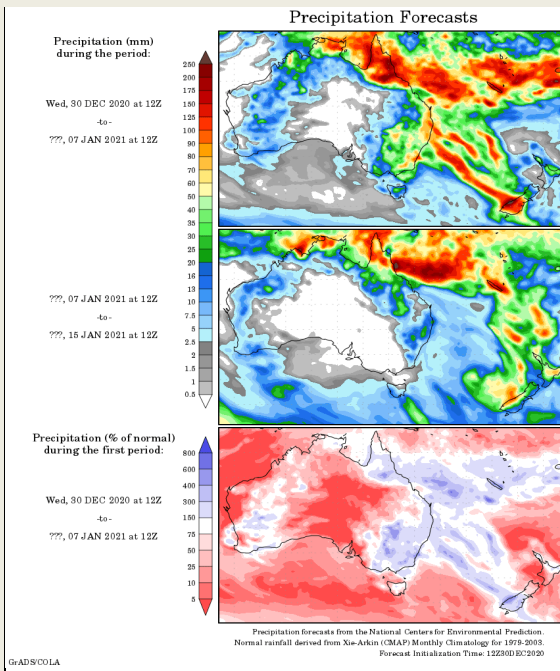 Precipitation Forecasts
Precipitation (mm)
during the period:
Wed, 30 DEC 2020 at 12Z
-to-
???, 07 JAN 2021 at 12Z
250
200
175
150
125
100
90
80
70
60
50
40
35
30
25
20
16
13
10
7.5
5
2.5
2
1.5
1
0.5
???, 07 JAN 2021 at 12Z
-to-
???, 15 JAN 2021 at 12Z
Precipitation (% of normal)
during the first period:
Wed, 30 DEC 2020 at 12Z
-to-
???, 07 JAN 2021 at 12Z
800
600
400
300
150
75
50
25
10
5
Precipitation forecasts from the National Centers for Environmental Prediction.
Normal rainfall derived from Xie-Arkin (CMAP) Monthly Climatology for 1979-2003.
Forecast Initialization Time: 12Z30DEC2020
GrADS/COLA